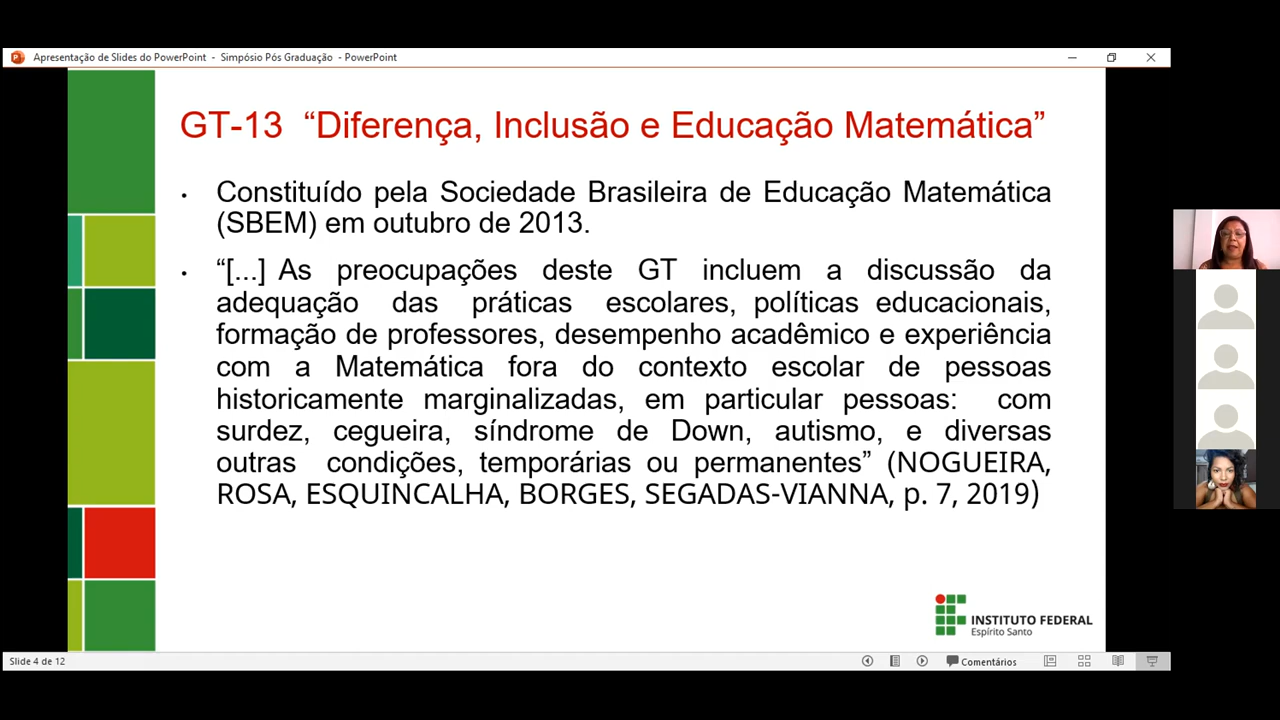 Apresentação de Slides do PowerPoint - Simpósio Pós Graduação - PowerPoint
GT-13 “Diferença, Inclusão e Educação Matemática”
• Constituído pela Sociedade Brasileira de Educação Matemática
(SBEM) em outubro de 2013.
• “[...] As preocupações deste GT incluem a discussão da
adequação das práticas escolares, políticas educacionais,
formação de professores, desempenho acadêmico e experiência
com a Matemática fora do contexto escolar de pessoas
historicamente marginalizadas, em particular pessoas: com
surdez, cegueira, síndrome de Down, autismo, e diversas
outras condições, temporárias ou permanentes” (NOGUEIRA,
ROSA, ESQUINCALHA, BORGES, SEGADAS-VIANNA, p. 7, 2019)
INSTITUTO FEDERAL
Espírito Santo
Slide 4 de 12
Comentários